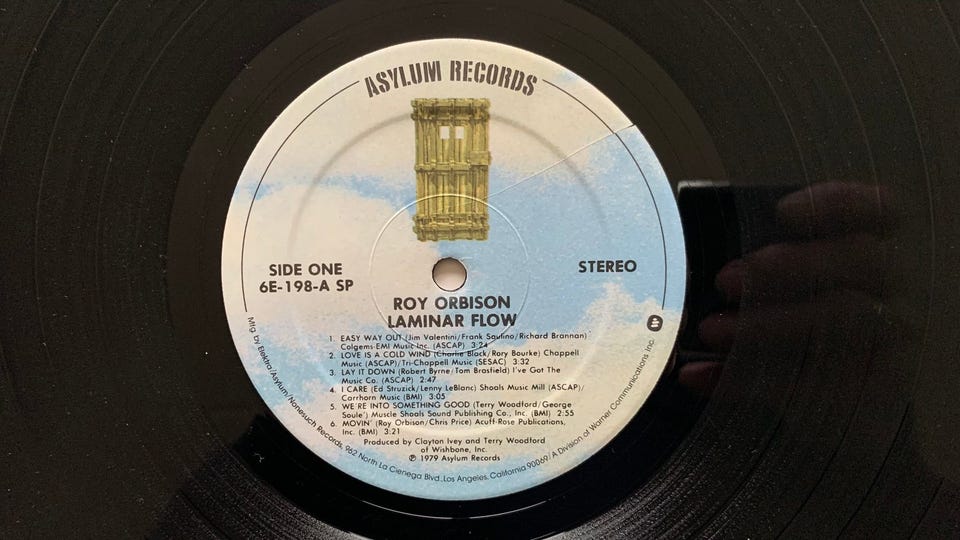 ASYLUM RECORDS
SIDE ONE
6E-198-A SP
STEREO
ROY ORBISON
LAMINAR FLOW
1. EASY WAY OUT (Jim Valentini/Frank Saulino/Richard Brannan)
Colgems-EMI Music Inc. (ASCAP) 3:24
2. LOVE IS A COLD WIND (Charlie Black/Rory Bourke) Chappell
Music (ASCAP)/Tri-Chappell Music (SESAC) 3:32
3. LAY IT DOWN (Robert Byrne/Tom Brasfield) I've Got The
Music Co. (ASCAP) 2:47
4. I CARE (Ed Struzick/Lenny LeBlanc) Shoals Music Mill (ASCAP)/
Carrhorn Music (BMI) 3:05
5. WE'RE INTO SOMETHING GOOD (Terry Woodford/George
Soule') Muscle Shoals Sound Publishing Co., Inc. (BMI) 2:55
6. MOVIN' (Roy Orbison/Chris Price) Acuff-Rose Publications,
Inc. (BMI) 3:21
Produced by Clayton Ivey and Terry Woodford
of Wishbone, Inc.
℗ 1979 Asylum Records
Mfg. by Elektra/Asylum/Nonesuch Records, 962 North La Cienega Blvd., Los Angeles, California 90069/A Division of Warner Communications Inc.